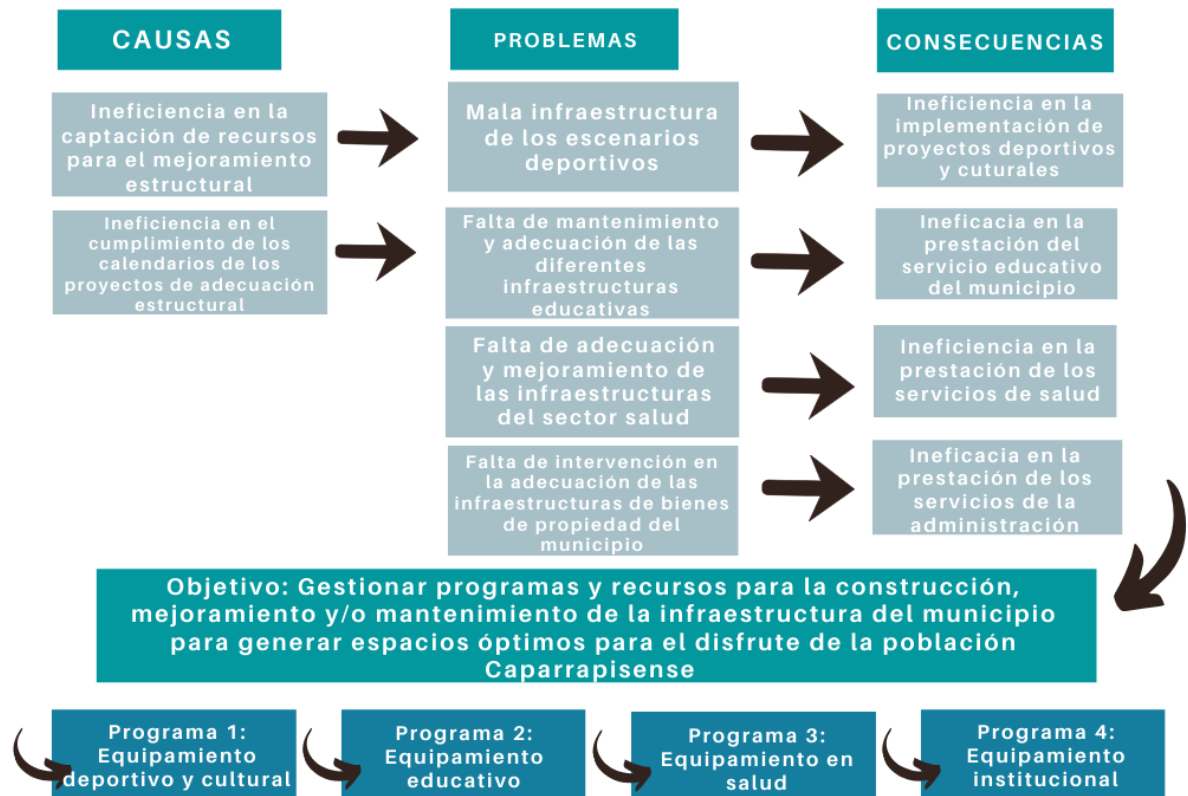 CAUSAS
PROBLEMAS
CONSECUENCIAS
Ineficiencia en la
captación de recursos
para el mejoramiento
estructural
Mala infraestructura
de los escenarios
deportivos
Ineficiencia en la
implementación de
proyectos deportivos
y cuturales
Ineficiencia en el
cumplimiento de los
calendarios de los
proyectos de adecuación
estructural
Falta de mantenimiento
y adecuación de las
diferentes
infraestructuras
educativas
Ineficacia en la
prestación del
servicio educativo
del municipio
Falta de adecuación
y mejoramiento de
las infraestructuras
del sector salud
Ineficiencia en la
prestación de los
servicios de salud
Falta de intervención en
la adecuación de las
infraestructuras de bienes
de propiedad del
municipio
Ineficacia en la
prestación de los
servicios de la
administración
Objetivo: Gestionar programas y recursos para la construcción,
mejoramiento y/o mantenimiento de la infraestructura del municipio
para generar espacios óptimos para el disfrute de la población
Caparrapisense
Programa 1:
Equipamiento
deportivo y cultural
Programa 2:
Equipamiento
educativo
Programa 3:
Equipamiento en
salud
Programa 4:
Equipamiento
institucional